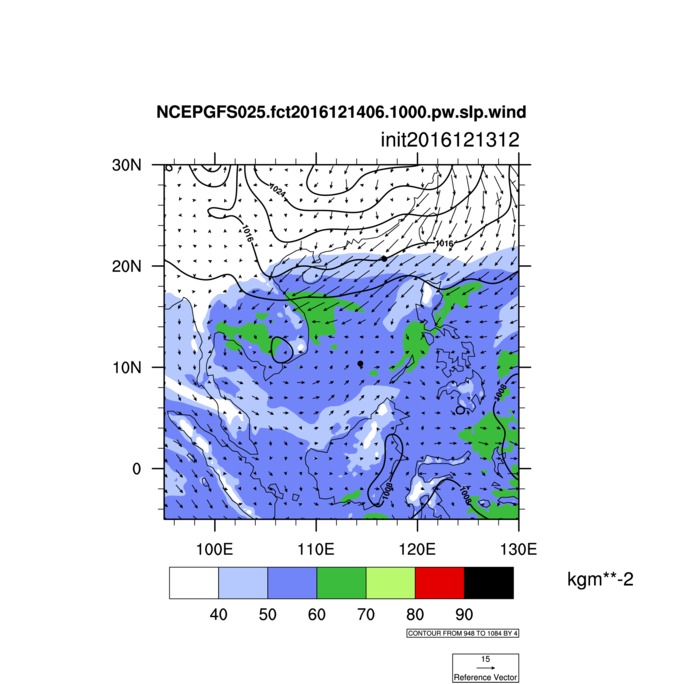 NCEPGFS025.fct2016121406.1000.pw.slp.wind
init2016121312
30N
1024
1016
1016
20N
10N
1008
0
1008
1008
100E 110E 120E 130E
kgm**-2
40 50 60 70 80 90
CONTOUR FROM 948 TO 1084 BY 4
15
Reference Vector